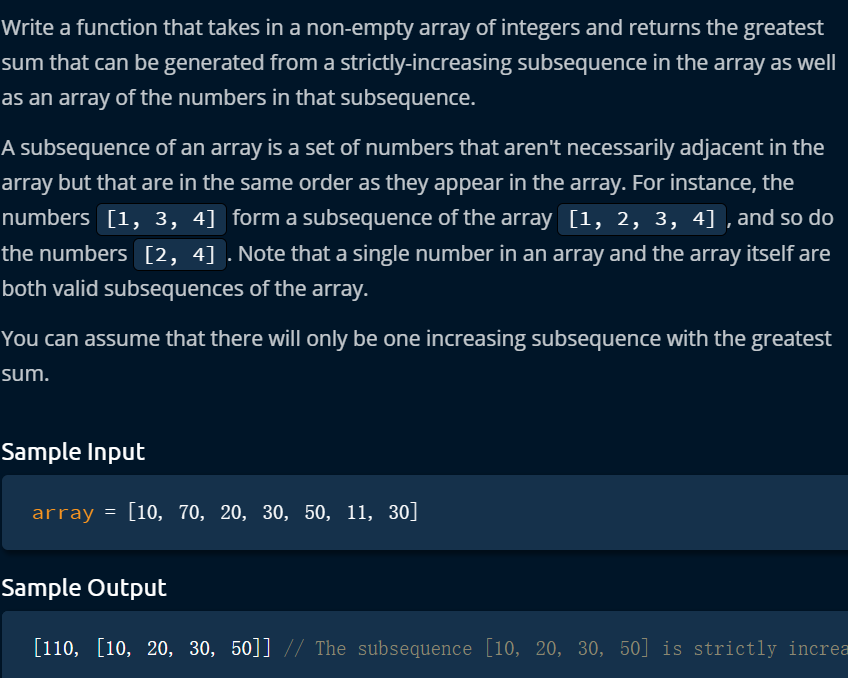 Write a function that takes in a non-empty array of integers and returns the greatest
sum that can be generated from a strictly-increasing subsequence in the array as well
as an array of the numbers in that subsequence.
A subsequence of an array is a set of numbers that aren't necessarily adjacent in the
array but that are in the same order as they appear in the array. For instance, the
numbers [1, 3, 4] form a subsequence of the array [1, 2, 3, 4] , and so do
the numbers [2, 4] . Note that a single number in an array and the array itself are
both valid subsequences of the array.
You can assume that there will only be one increasing subsequence with the greatest
sum.
Sample Input
array = [10, 70, 20, 30, 50, 11, 30]
Sample Output
[110, [10, 20, 30, 50]] // The subsequence [10, 20, 30, 50] is strictly increa